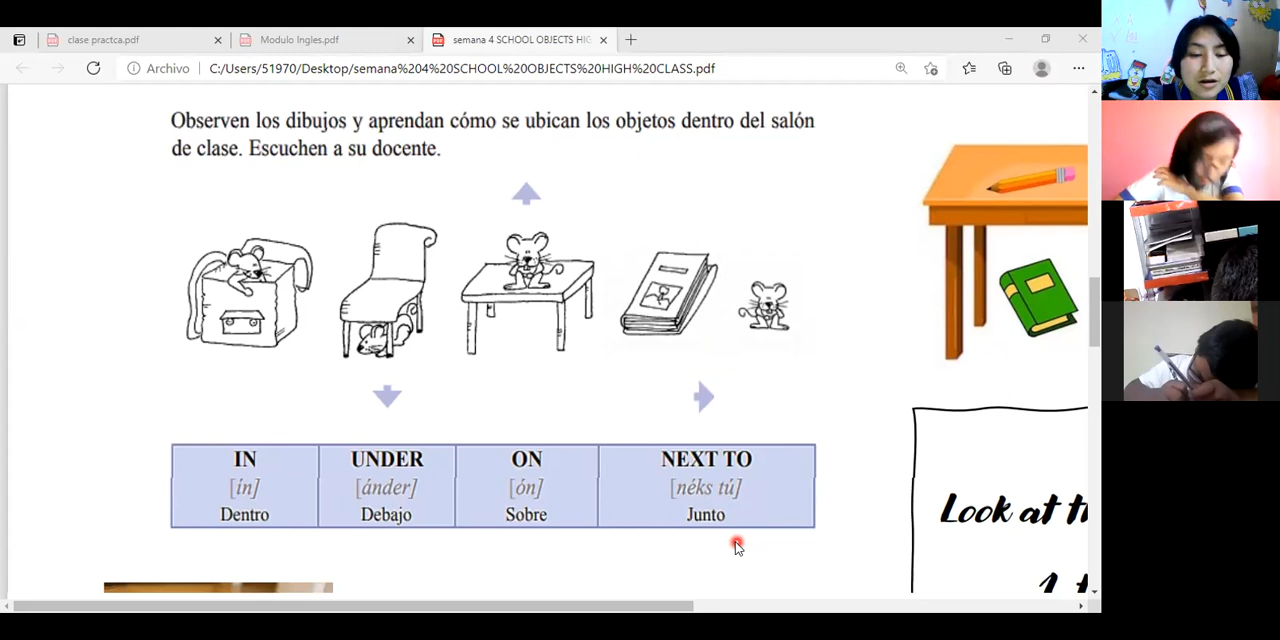 clase practca.pdf
Modulo Ingles.pdf
semana 4 SCHOOL OBJECTS HIG
Archivo
C:/Users/51970/Desktop/semana%204%20SCHOOL%20OBJECTS%20HIGH%20CLASS.pdf
Observen los dibujos y aprendan cómo se ubican los objetos dentro del salón
de clase. Escuchen a su docente.
IN UNDER ON NEXT TO
[ín] [ánder] [ón] [néks tú]
Dentro Debajo Sobre Junto
Look at